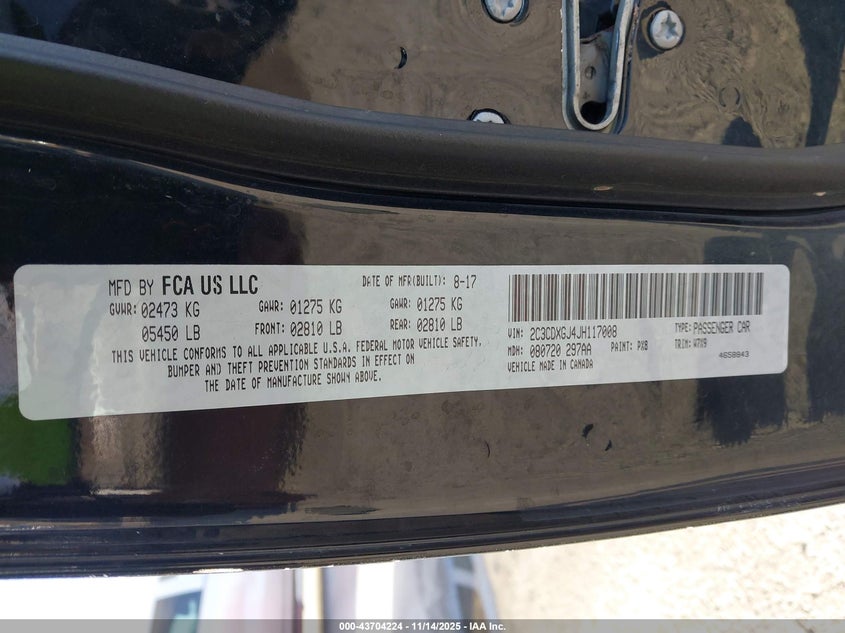 MFD BY FCA US LLC
DATE OF MFR(BUILT): 8-17
GVWR: 02473 KG GAWR: 01275 KG GAWR: 01275 KG
05450 LB FRONT: 02810 LB REAR: 02810 LB
THIS VEHICLE CONFORMS TO ALL APPLICABLE U.S.A. FEDERAL MOTOR VEHICLE SAFETY,
BUMPER AND THEFT PREVENTION STANDARDS IN EFFECT ON
THE DATE OF MANUFACTURE SHOWN ABOVE.
VIN: 2C3CDXGJ4JH117008 TYPE: PASSENGER CAR
MDH: 080720 297AA PAINT: PX8 TRIM: W7X9
VEHICLE MADE IN CANADA 46S8843
000-43704224 | 11/14/2025 | IAA Inc.